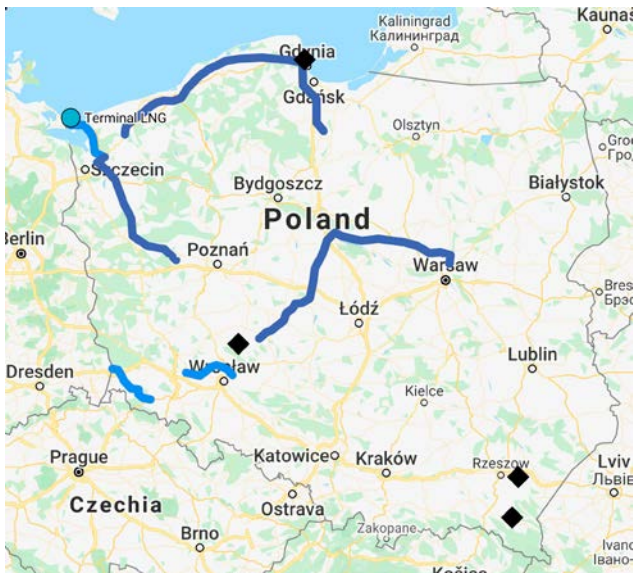 Kaliningrad
Калининград
Kaunas
Gdynia
Gdańsk
Terminal LNG
Szczecin
Olsztyn
Białystok
Bydgoszcz
Poland
Berlin
Poznań
Warsaw
Łódź
Wrocław
Dresden
Lublin
Kielce
Prague
Katowice
Kraków
Rzeszow
Lviv
Львів
Czechia
Ostrava
Brno
Zakopane